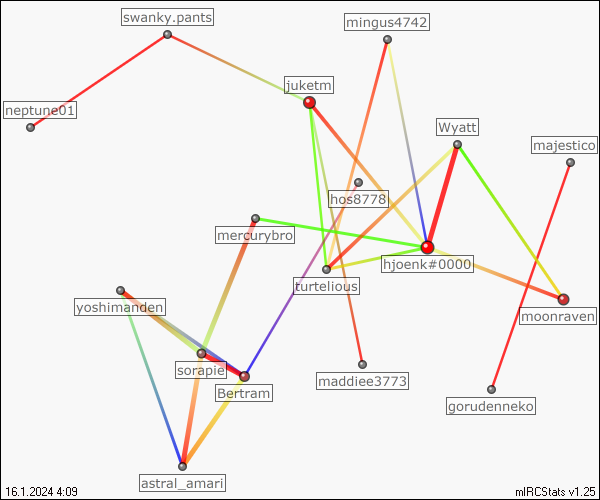 swanky.pants
mingus4742
juketm
neptune01
Wyatt
majestico
hos8778
mercurybro
hjoenk#0000
turtelious
yoshimanden
moonraven
sorapie
maddiee3773
Bertram
gorudenneko
astral_amari
16.1.2024 4:09
mIRCStats v1.25